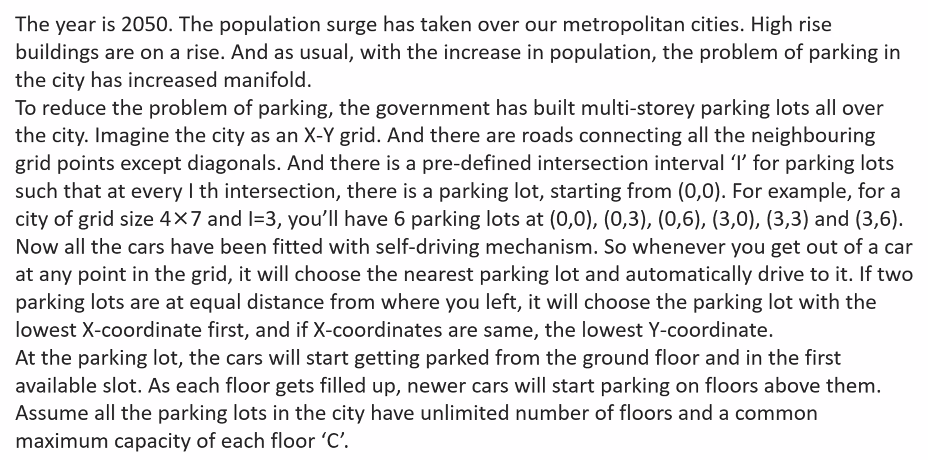 The year is 2050. The population surge has taken over our metropolitan cities. High rise
buildings are on a rise. And as usual, with the increase in population, the problem of parking in
the city has increased manifold.
To reduce the problem of parking, the government has built multi-storey parking lots all over
the city. Imagine the city as an X-Y grid. And there are roads connecting all the neighbouring
grid points except diagonals. And there is a pre-defined intersection interval ‘I’ for parking lots
such that at every I th intersection, there is a parking lot, starting from (0,0). For example, for a
city of grid size 4×7 and I=3, you’ll have 6 parking lots at (0,0), (0,3), (0,6), (3,0), (3,3) and (3,6).
Now all the cars have been fitted with self-driving mechanism. So whenever you get out of a car
at any point in the grid, it will choose the nearest parking lot and automatically drive to it. If two
parking lots are at equal distance from where you left, it will choose the parking lot with the
lowest X-coordinate first, and if X-coordinates are same, the lowest Y-coordinate.
At the parking lot, the cars will start getting parked from the ground floor and in the first
available slot. As each floor gets filled up, newer cars will start parking on floors above them.
Assume all the parking lots in the city have unlimited number of floors and a common
maximum capacity of each floor ‘C’.